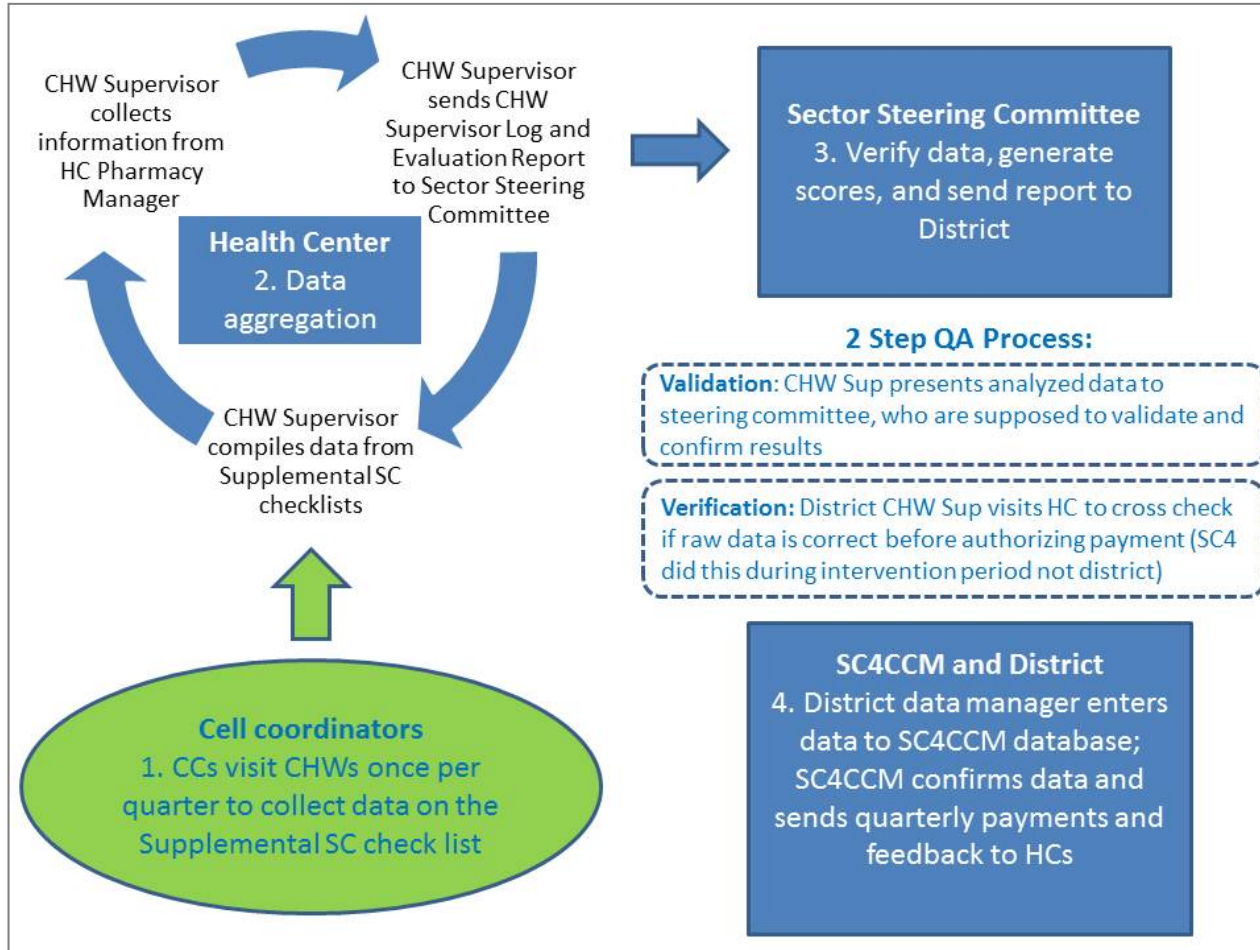 CHW Supervisor
collects
information from
HC Pharmacy
Manager
CHW Supervisor
sends CHW
Supervisor Log and
Evaluation Report
to Sector Steering
Committee
Health Center
2. Data
aggregation
CHW Supervisor
compiles data from
Supplemental SC
checklists
Cell coordinators
1. CCs visit CHWs once per
quarter to collect data on the
Supplemental SC check list
Sector Steering Committee
3. Verify data, generate
scores, and send report to
District
2 Step QA Process:
Validation: CHW Sup presents analyzed data to
steering committee, who are supposed to validate and
confirm results
Verification: District CHW Sup visits HC to cross check
if raw data is correct before authorizing payment (SC4
did this during intervention period not district)
SC4CCM and District
4. District data manager enters
data to SC4CCM database;
SC4CCM confirms data and
sends quarterly payments and
feedback to HCs